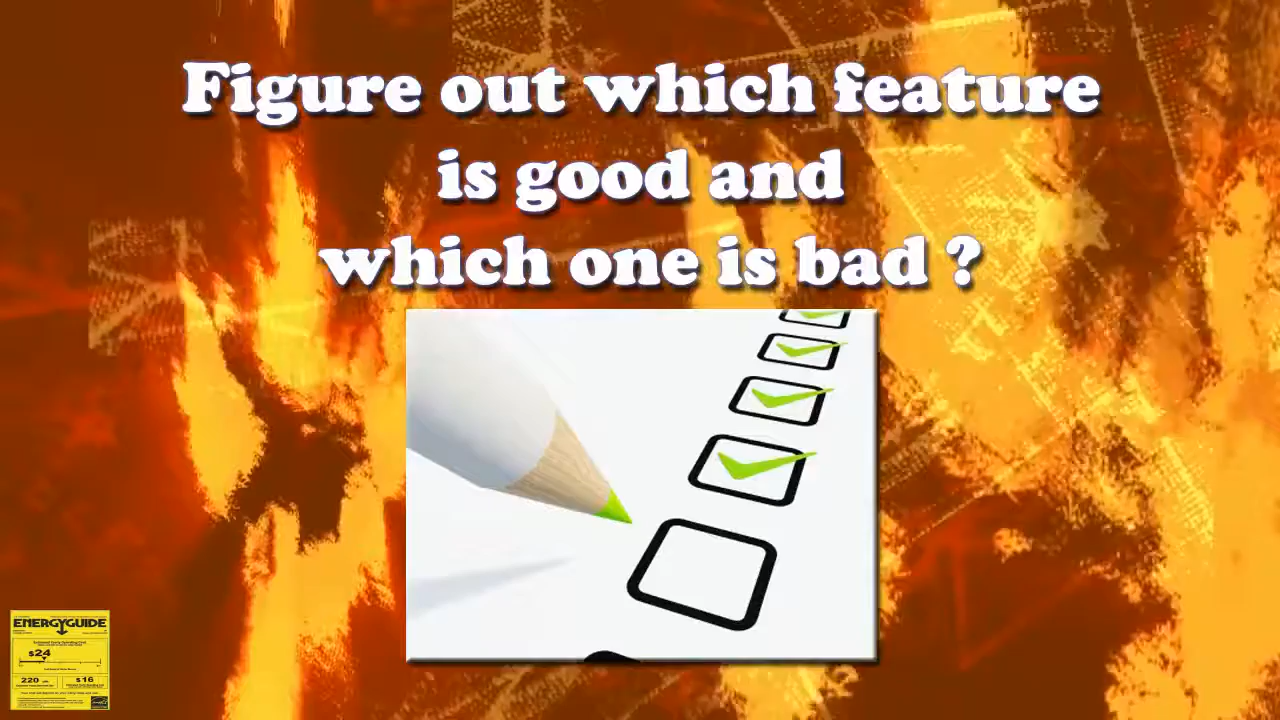 Figure out which feature
is good and
which one is bad ?
ENERGYGUIDE
$24
220
$16